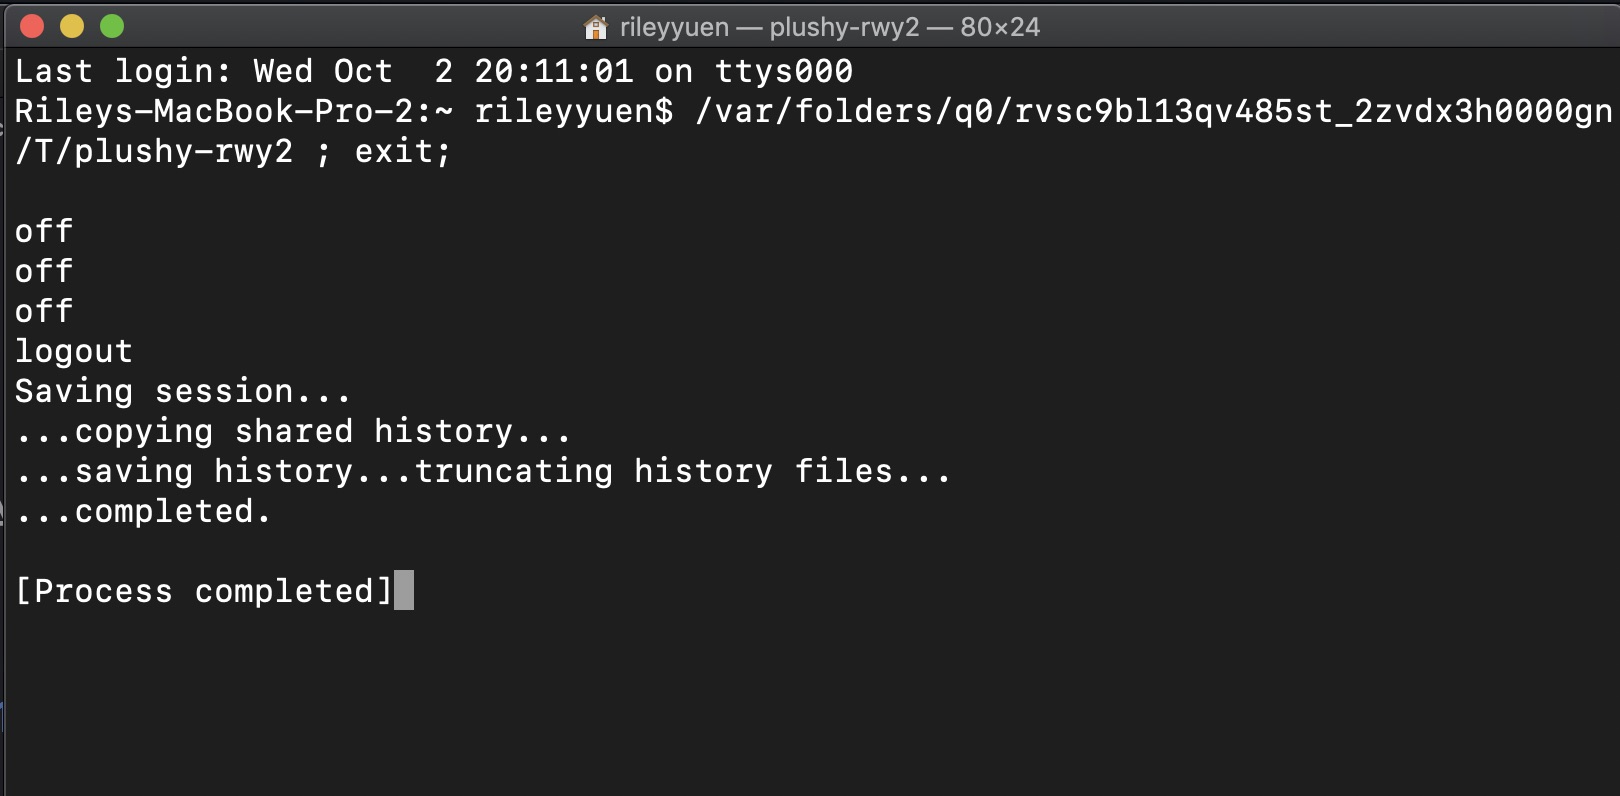 rileyyuen — plushy-rwy2 — 80×24
Last login: Wed Oct  2 20:11:01 on ttys000
Rileys-MacBook-Pro-2:~ rileyyuen$ /var/folders/q0/rvsc9bl13qv485st_2zvdx3h0000gn
/T/plushy-rwy2 ; exit;
off
off
off
logout
Saving session...
...copying shared history...
...saving history...truncating history files...
...completed.
[Process completed]